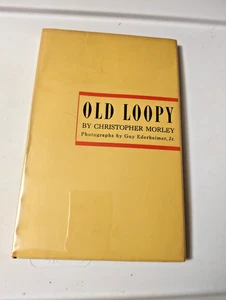 OLD LOOPY
BY CHRISTOPHER MORLEY
Photographs by Guy Ederheimer, Jr.